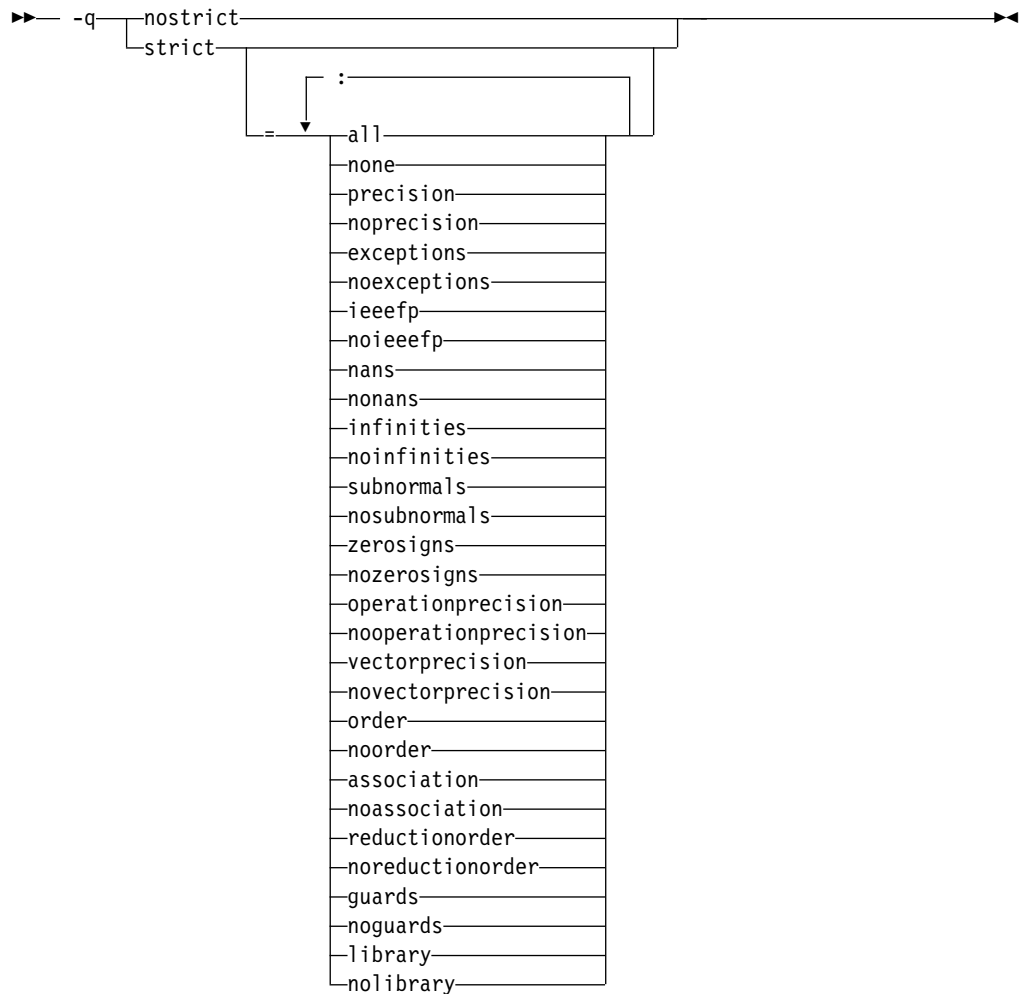 -q nostrict
strict
:
= all
none
precision
noprecision
exceptions
noexceptions
ieeefp
noieeefp
nans
nonans
infinities
noinfinities
subnormals
nosubnormals
zerosigns
nozerosigns
operationprecision
nooperationprecision
vectorprecision
novectorprecision
order
noorder
association
noassociation
reductionorder
noreductionorder
guards
noguards
library
nolibrary